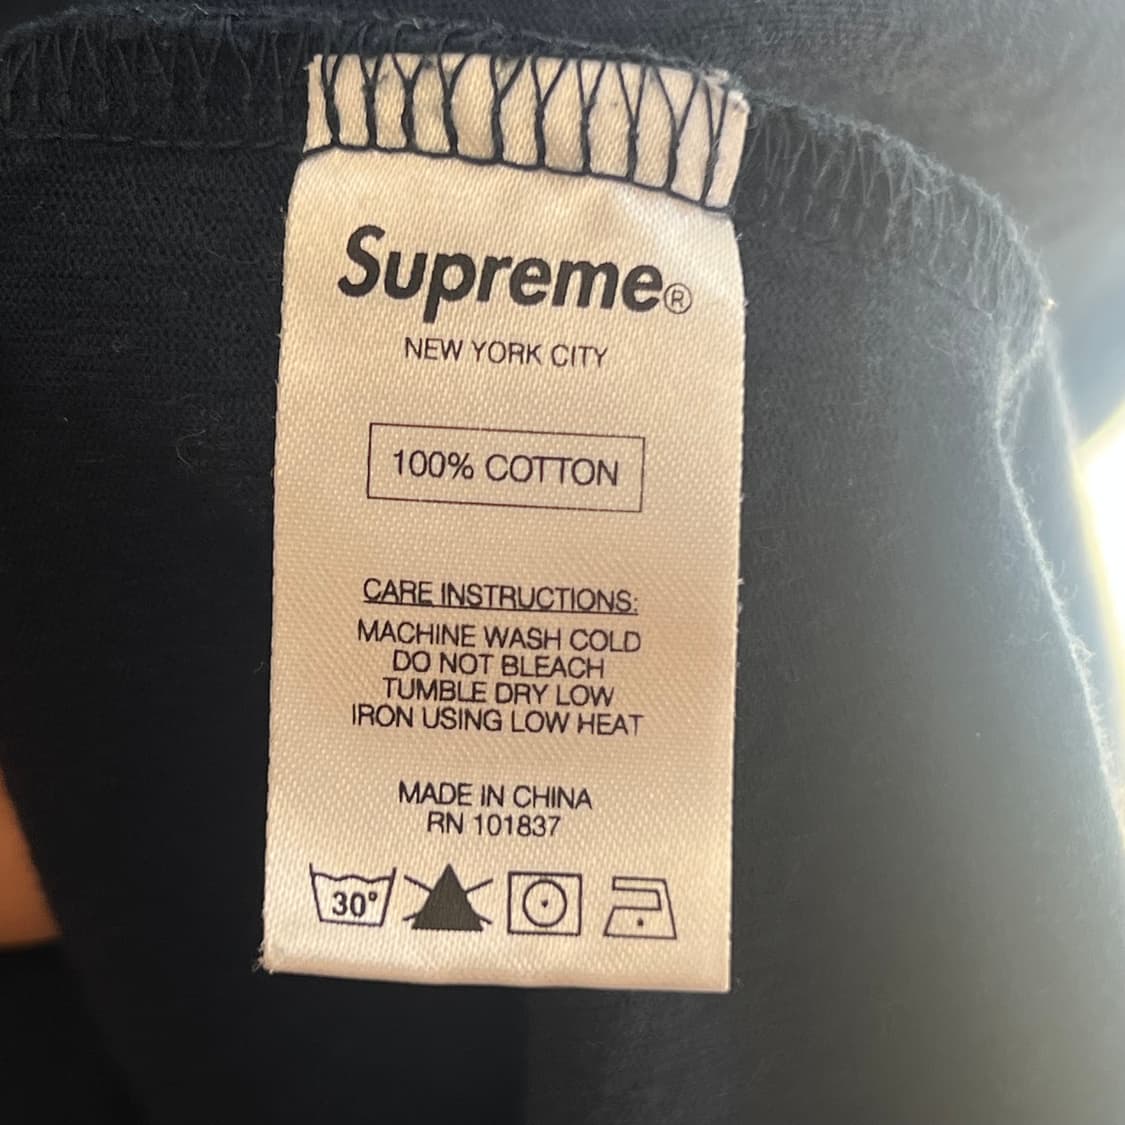 Supreme®
NEW YORK CITY
100% COTTON
CARE INSTRUCTIONS:
MACHINE WASH COLD
DO NOT BLEACH
TUMBLE DRY LOW
IRON USING LOW HEAT
MADE IN CHINA
RN 101837
30°